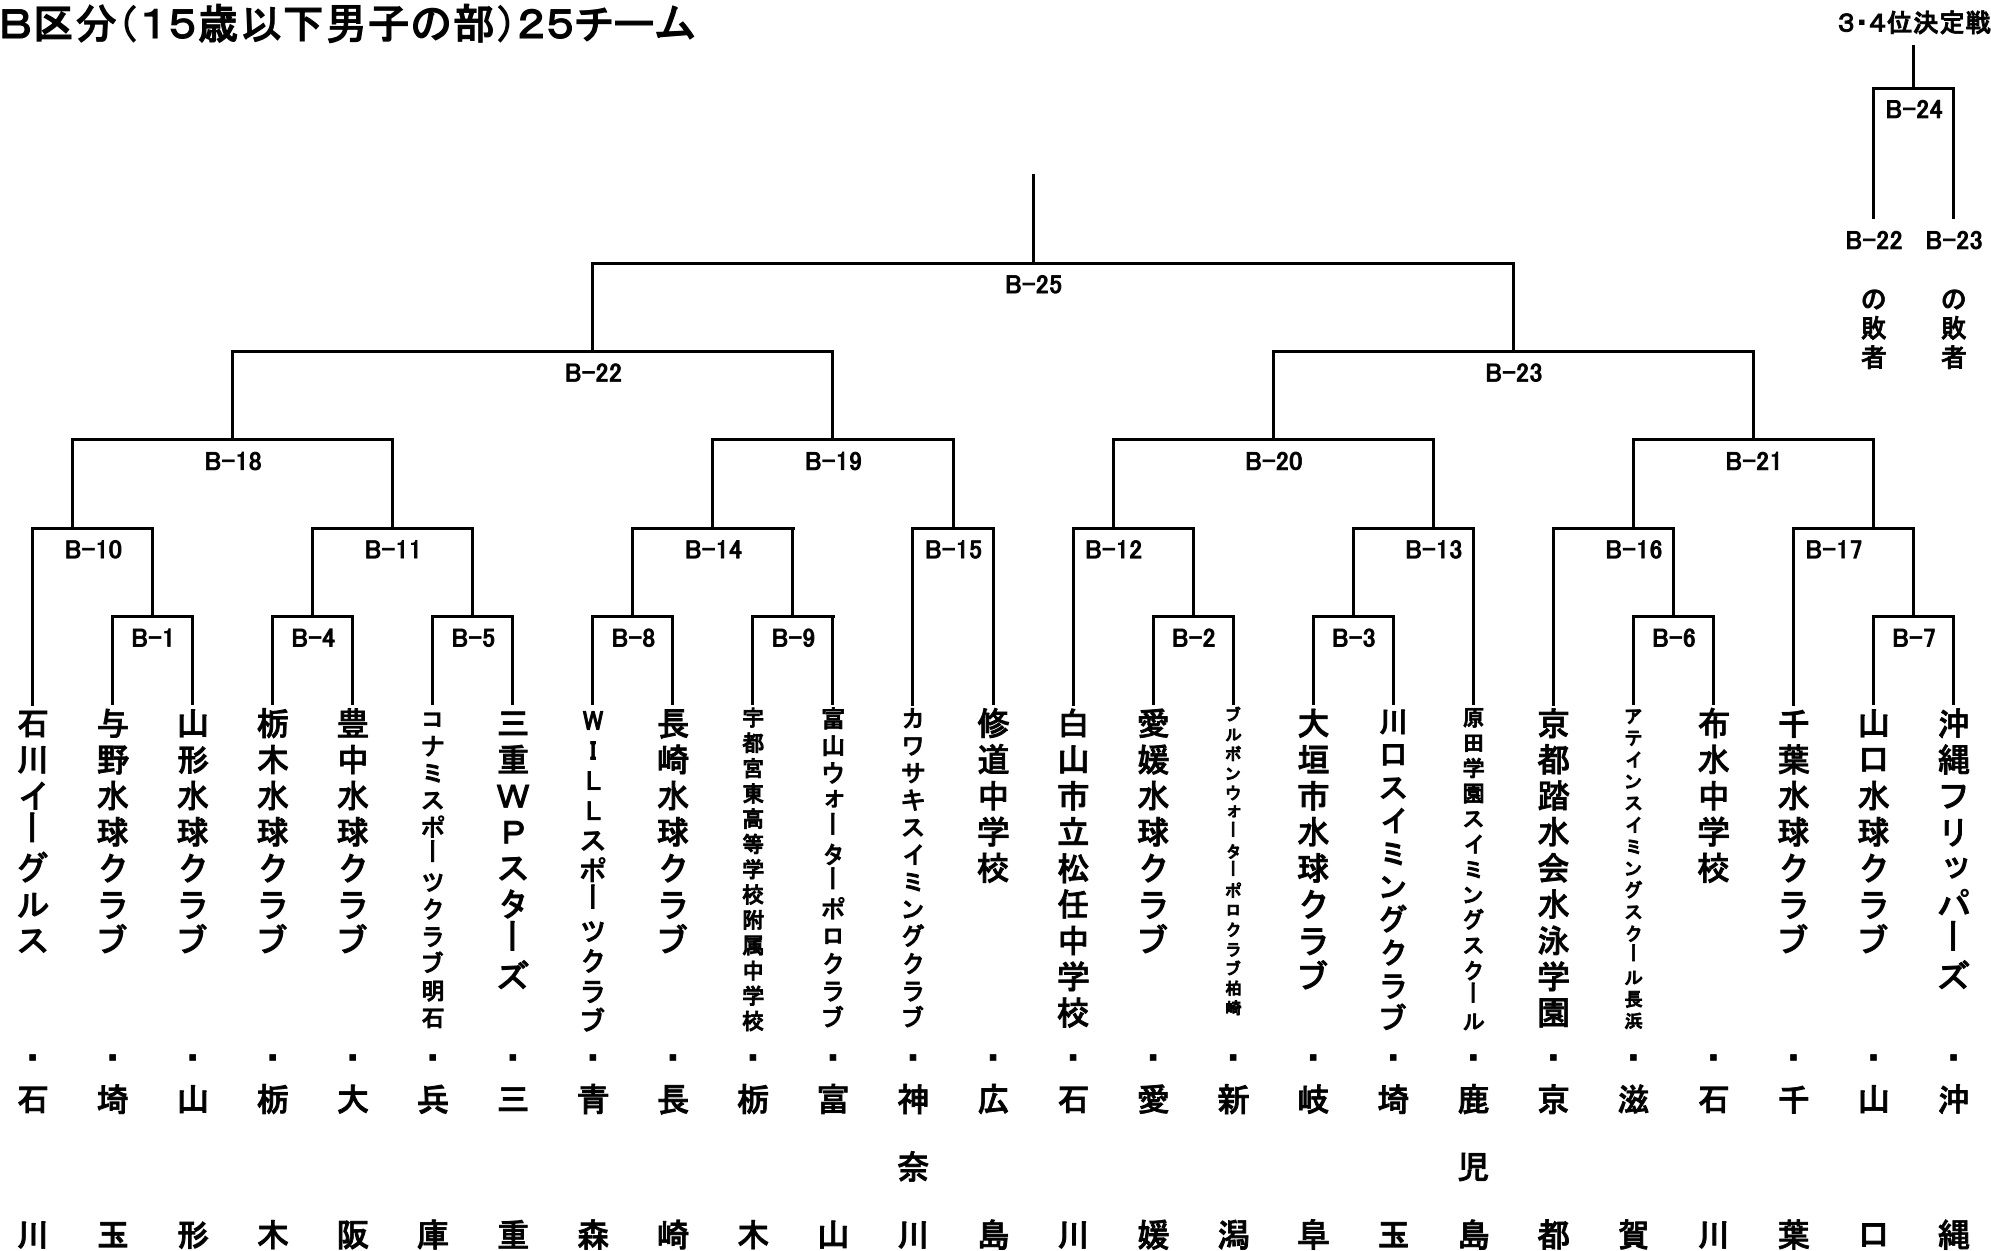 B区分(15歳以下男子の部)25チーム
3・4位決定戦
B-24
B-22 B-23
の敗者 の敗者
B-25
B-22 B-23
B-18 B-19 B-20 B-21
B-10 B-11 B-14 B-15 B-12 B-13 B-16 B-17
B-1 B-4 B-5 B-8 B-9 B-2 B-3 B-6 B-7
石川イーグルス・石川
与野水球クラブ・埼玉
山形水球クラブ・山形
栃木水球クラブ・栃木
豊中水球クラブ・大阪
コナミスポーツクラブ明石・兵庫
三重WPスターズ・三重
WILLスポーツクラブ・青森
長崎水球クラブ・長崎
宇都宮東高等学校附属中学校・栃木
富山ウォーターポロクラブ・富山
カワサキスイミングクラブ・神奈川
修道中学校・広島
白山市立松任中学校・石川
愛媛水球クラブ・愛媛
ブルボンウォーターポロクラブ柏崎・新潟
大垣市水球クラブ・岐阜
川口スイミングクラブ・埼玉
原田学園スイミングスクール・鹿児島
京都踏水会水泳学園・京都
アテインスイミングスクール長浜・滋賀
布水中学校・石川
千葉水球クラブ・千葉
山口水球クラブ・山口
沖縄フリッパーズ・沖縄